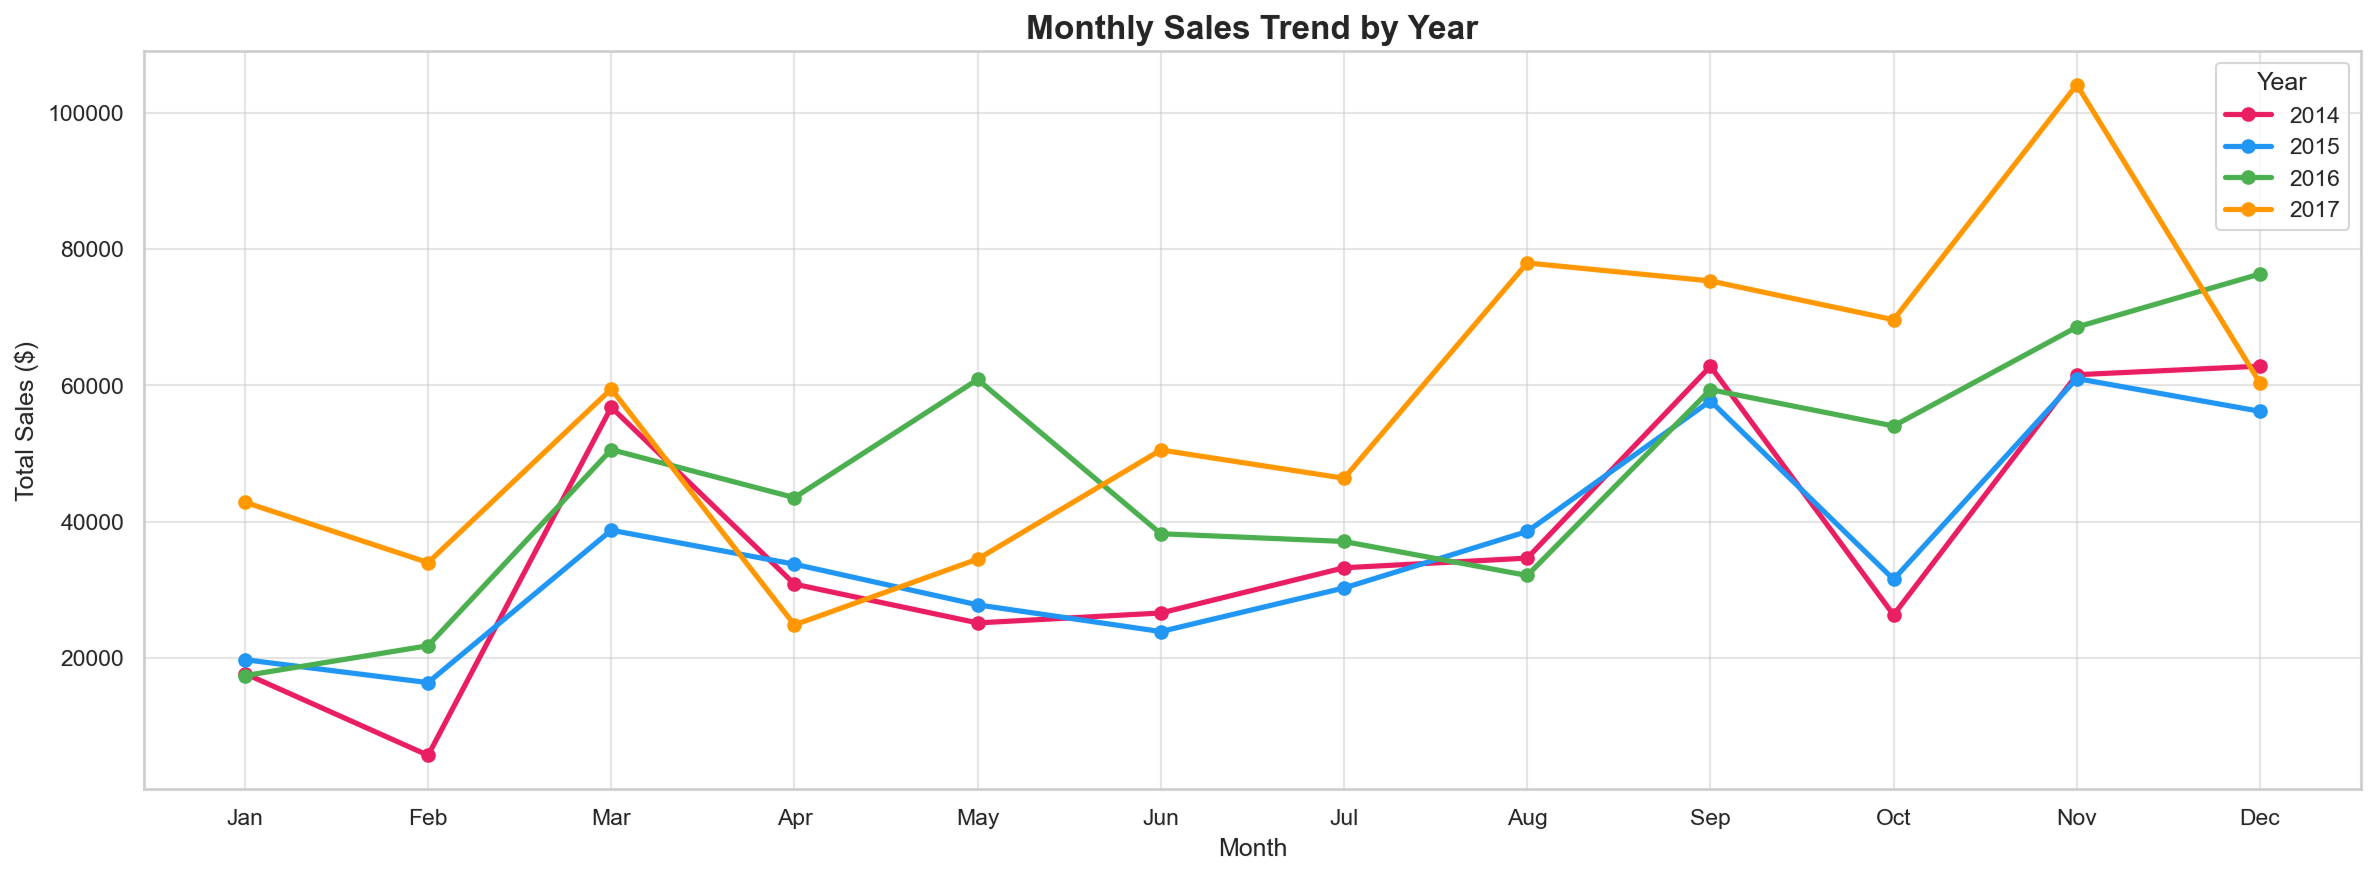 Monthly Sales Trend by Year
Total Sales ($)
100000
80000
60000
40000
20000
Year
2014
2015
2016
2017
Jan Feb Mar Apr May Jun Jul Aug Sep Oct Nov Dec
Month